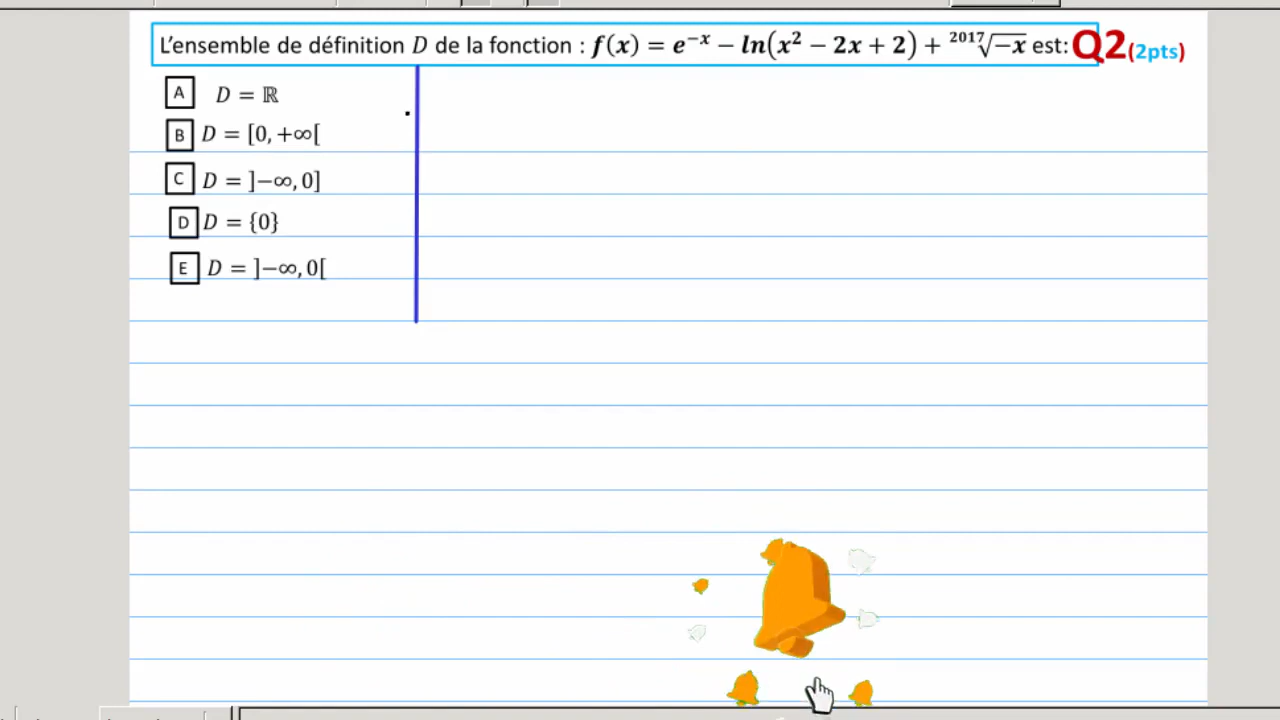 L'ensemble de définition D de la fonction : f(x) = e^{-x} − ln(x² − 2x + 2) + ²⁰¹⁷√−x est: Q2(2pts)
A D = ℝ
B D = [0, +∞[
C D = ]−∞, 0]
D D = {0}
E D = ]−∞, 0[